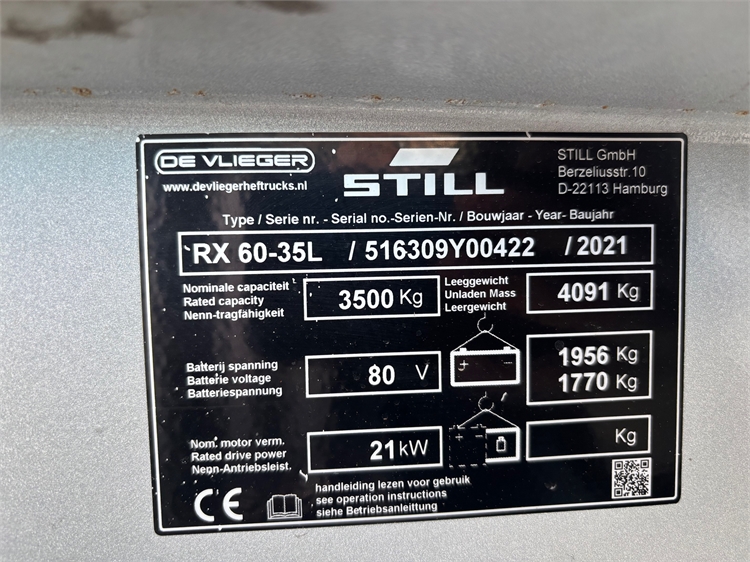 DE VLIEGER
www.devliegerheftrucks.nl
STILL
STILL GmbH
Berzeliusstr.10
D-22113 Hamburg
Type / Serie nr. - Serial no.-Serien-Nr. / Bouwjaar - Year- Baujahr
RX 60-35L / 516309Y00422 / 2021
Nominale capaciteit
Rated capacity
Nenn-tragfähigkeit
3500 Kg
Leeggewicht
Unladen Mass
Leergewicht
4091 Kg
Batterij spanning
Batterie voltage
Batteriespannung
80 V
+ -
1956 Kg
1770 Kg
Nom. motor verm.
Rated drive power
Nepn-Antriebsleist.
21 kW
+ -
Kg
CE
handleiding lezen voor gebruik
see operation instructions
siehe Betriebsanleitung